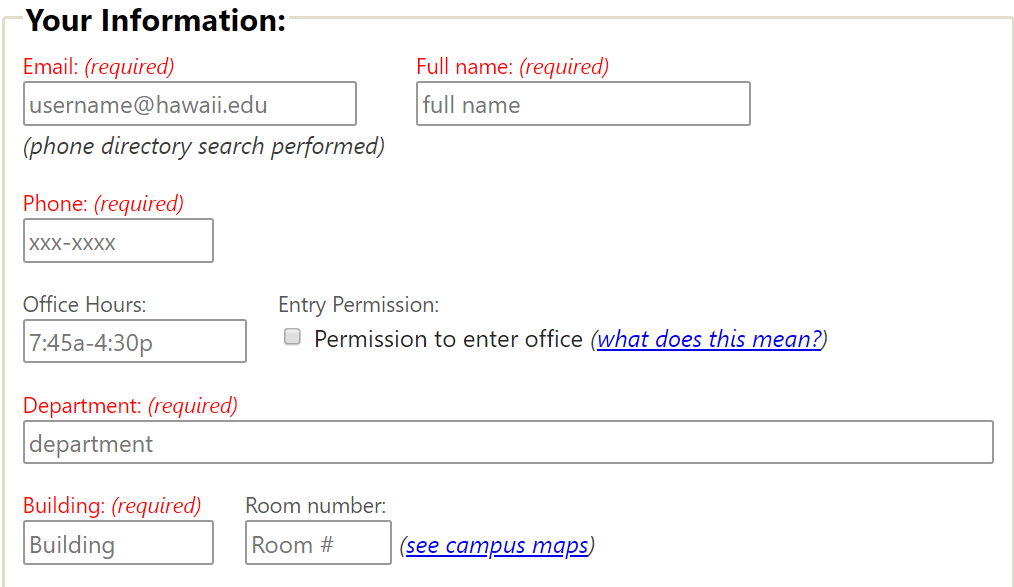 Your Information:
Email: (required) Full name: (required)
username@hawaii.edu full name
(phone directory search performed)
Phone: (required)
xxx-xxxx
Office Hours: Entry Permission:
7:45a-4:30p Permission to enter office (what does this mean?)
Department: (required)
department
Building: (required) Room number:
Building Room # (see campus maps)